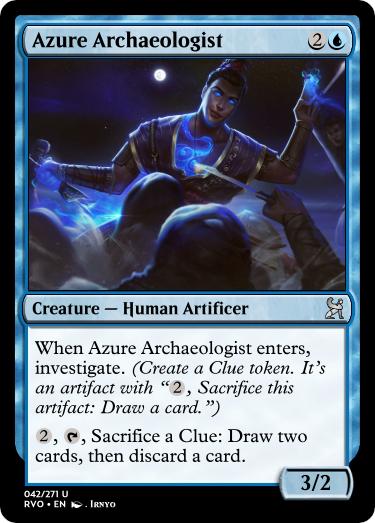 Azure Archaeologist 2
Creature — Human Artificer
When Azure Archaeologist enters,
investigate. (Create a Clue token. It's
an artifact with “2, Sacrifice this
artifact: Draw a card.”)
2, , Sacrifice a Clue: Draw two
cards, then discard a card.
3/2
042/271 U
RVO • EN Irnyo